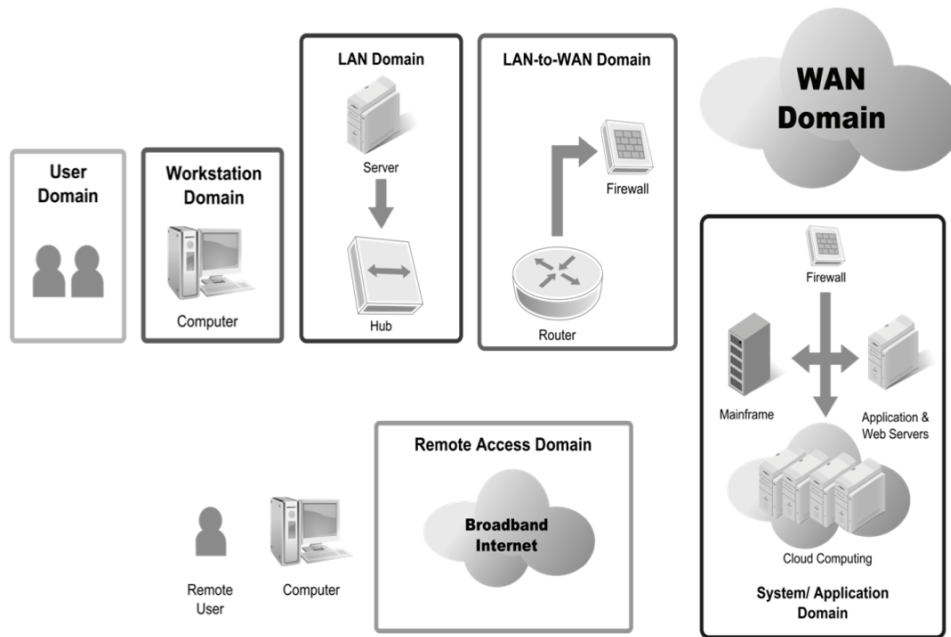 User
Domain
Workstation
Domain
Computer
LAN Domain
Server
Hub
LAN-to-WAN Domain
Firewall
Router
WAN
Domain
Firewall
Mainframe
Application &
Web Servers
Cloud Computing
System/ Application
Domain
Remote Access Domain
Broadband
Internet
Remote
User
Computer